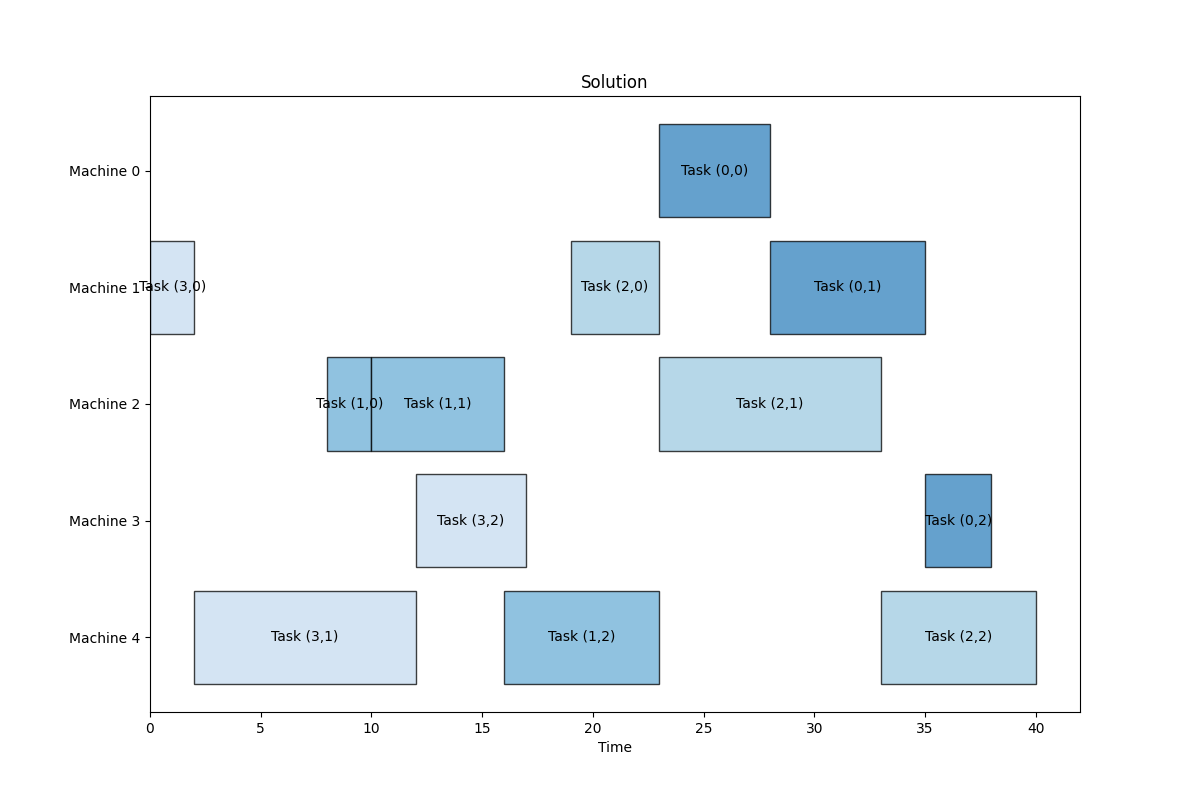 Solution
Machine 0
Task (0,0)
Machine 1
Task (3,0)
Task (2,0)
Task (0,1)
Machine 2
Task (1,0)
Task (1,1)
Task (2,1)
Machine 3
Task (3,2)
Task (0,2)
Machine 4
Task (3,1)
Task (1,2)
Task (2,2)
0 5 10 15 20 25 30 35 40
Time